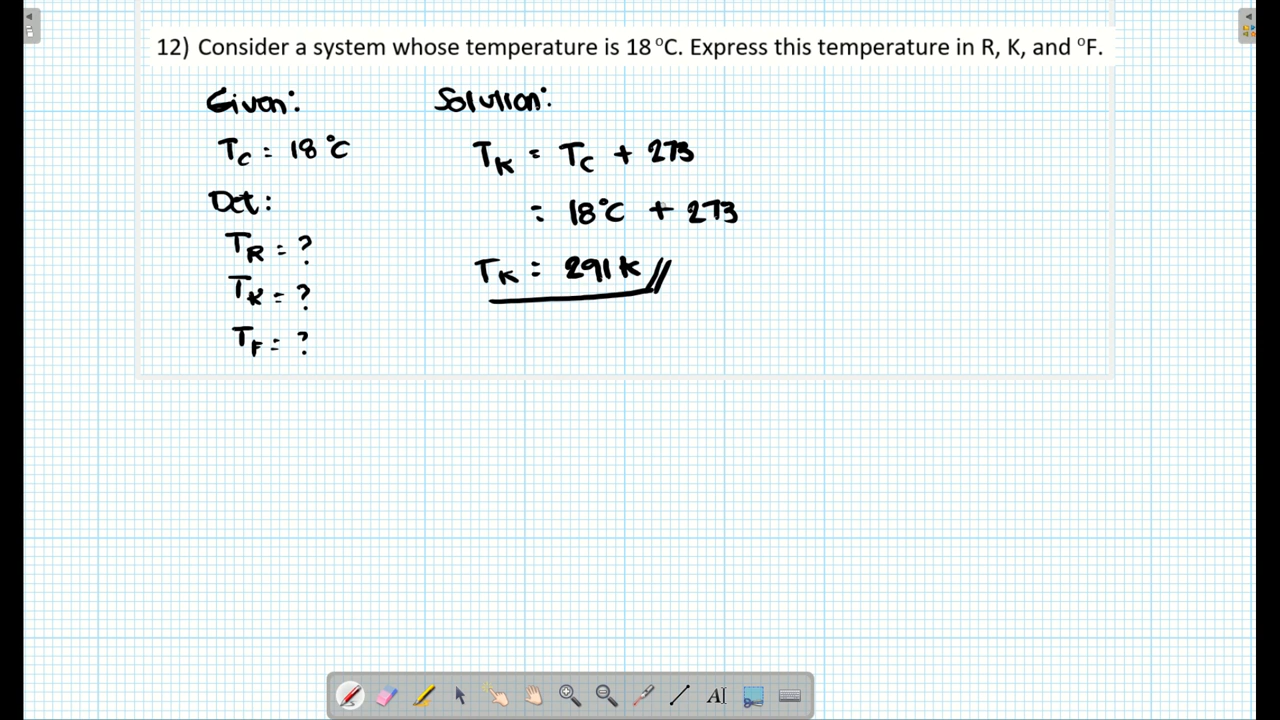 12) Consider a system whose temperature is 18 °C. Express this temperature in R, K, and °F.
Given:
T_C = 18 °C
Det:
T_R = ?
T_K = ?
T_F = ?
Solution:
T_K = T_C + 273
= 18°C + 273
T_K = 291 K //
AI